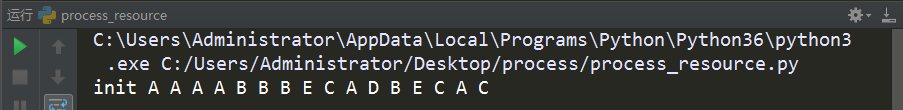 运行 process_resource
C:\Users\Administrator\AppData\Local\Programs\Python\Python36\python3
.exe C:/Users/Administrator/Desktop/process/process_resource.py
init A A A A B B B E C A D B E C A C